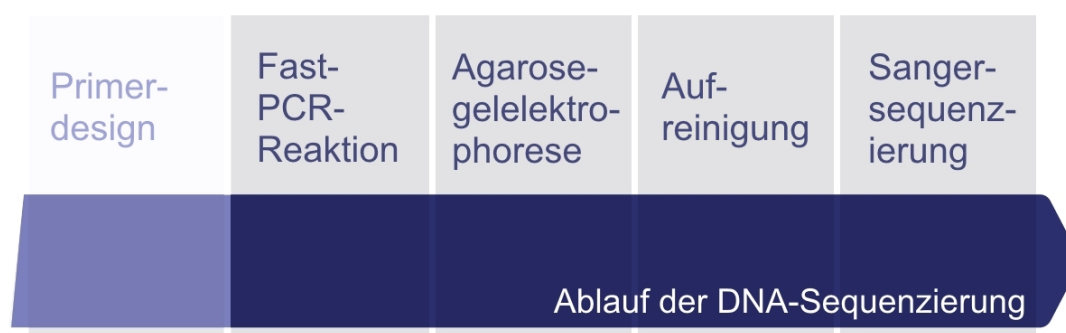 Primer-
design
Fast-
PCR-
Reaktion
Agarose-
gelelektro-
phorese
Auf-
reinigung
Sanger-
sequenz-
ierung
Ablauf der DNA-Sequenzierung